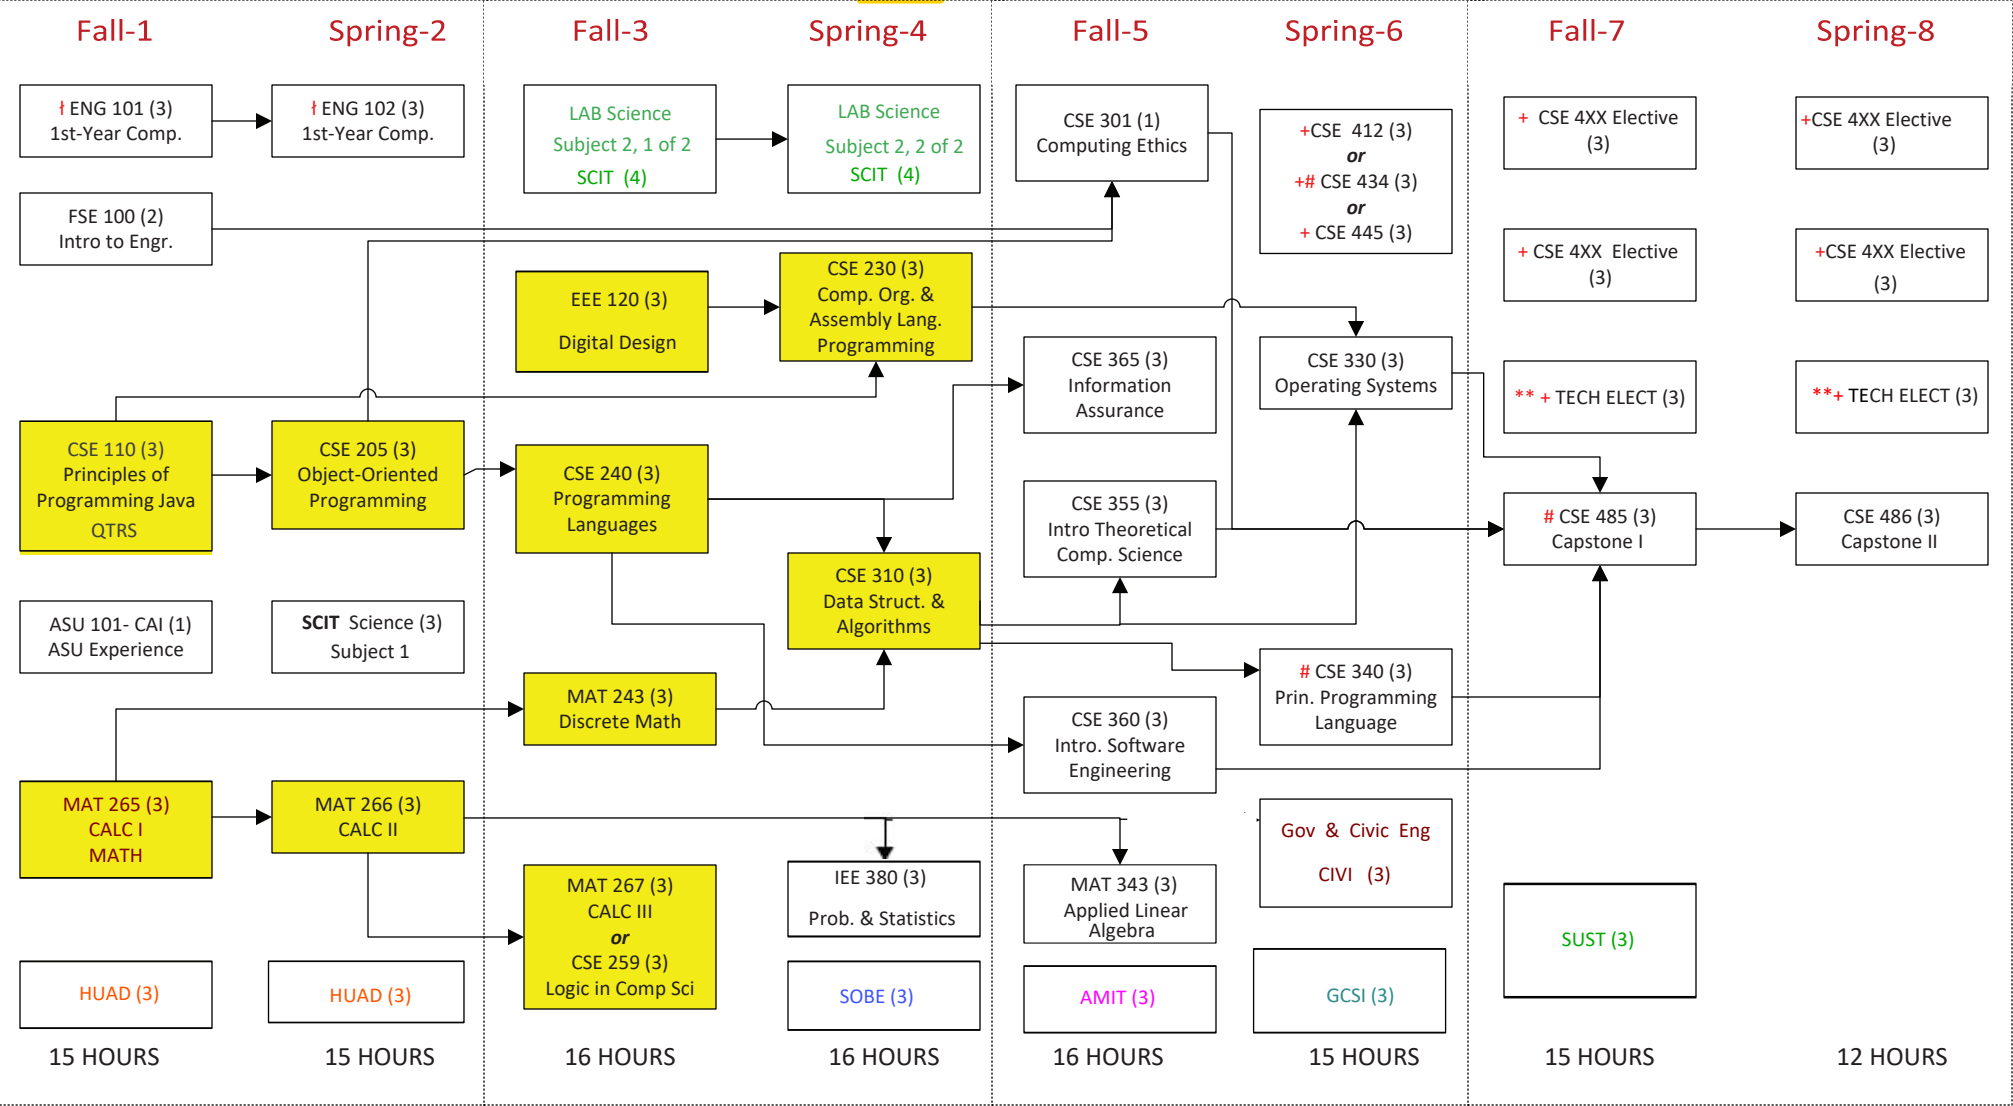 Fall-1
Spring-2
Fall-3
Spring-4
Fall-5
Spring-6
Fall-7
Spring-8
ƚ ENG 101 (3)
1st-Year Comp.
FSE 100 (2)
Intro to Engr.
CSE 110 (3)
Principles of
Programming Java
QTRS
ASU 101- CAI (1)
ASU Experience
MAT 265 (3)
CALC I
MATH
HUAD (3)
15 HOURS
ƚ ENG 102 (3)
1st-Year Comp.
CSE 205 (3)
Object-Oriented
Programming
SCIT Science (3)
Subject 1
MAT 266 (3)
CALC II
HUAD (3)
15 HOURS
LAB Science
Subject 2, 1 of 2
SCIT (4)
EEE 120 (3)
Digital Design
CSE 240 (3)
Programming
Languages
MAT 243 (3)
Discrete Math
MAT 267 (3)
CALC III
or
CSE 259 (3)
Logic in Comp Sci
16 HOURS
LAB Science
Subject 2, 2 of 2
SCIT (4)
CSE 230 (3)
Comp. Org. &
Assembly Lang.
Programming
CSE 310 (3)
Data Struct. &
Algorithms
IEE 380 (3)
Prob. & Statistics
SOBE (3)
16 HOURS
CSE 301 (1)
Computing Ethics
CSE 365 (3)
Information
Assurance
CSE 355 (3)
Intro Theoretical
Comp. Science
CSE 360 (3)
Intro. Software
Engineering
MAT 343 (3)
Applied Linear
Algebra
AMIT (3)
16 HOURS
+CSE 412 (3)
or
+# CSE 434 (3)
or
+ CSE 445 (3)
CSE 330 (3)
Operating Systems
# CSE 340 (3)
Prin. Programming
Language
Gov & Civic Eng
CIVI (3)
GCSI (3)
15 HOURS
+ CSE 4XX Elective
(3)
+ CSE 4XX Elective
(3)
** + TECH ELECT (3)
# CSE 485 (3)
Capstone I
SUST (3)
15 HOURS
+CSE 4XX Elective
(3)
+CSE 4XX Elective
(3)
**+ TECH ELECT (3)
CSE 486 (3)
Capstone II
12 HOURS